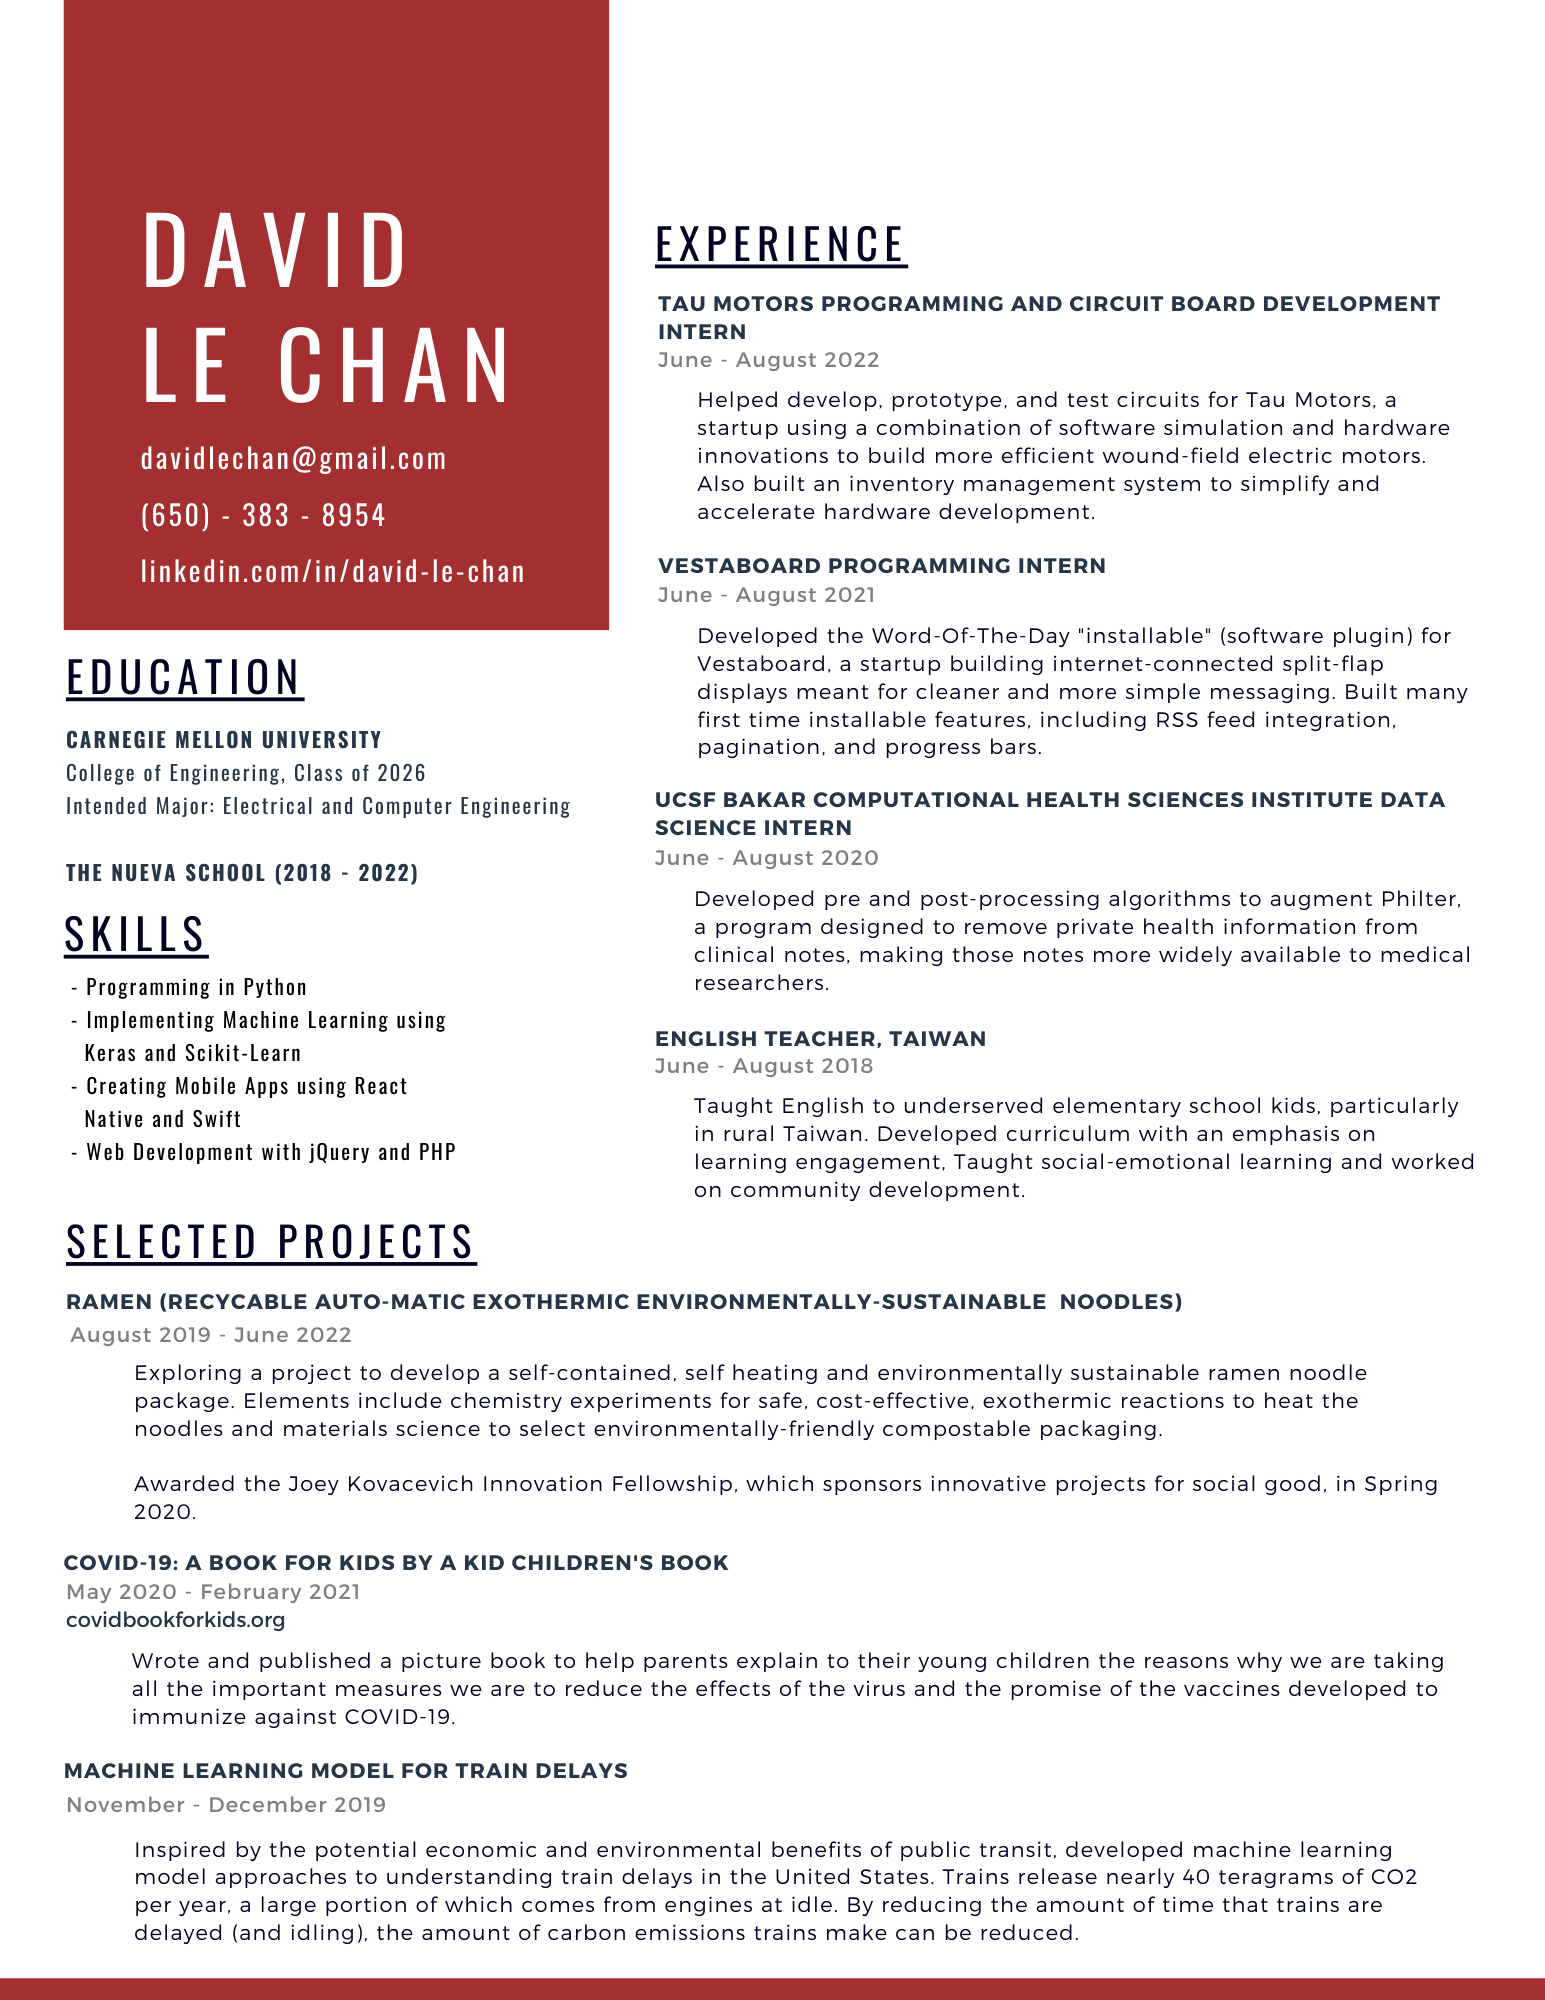 DAVID
LE CHAN
davidlechan@gmail.com
(650) - 383 - 8954
linkedin.com/in/david-le-chan
EDUCATION
CARNEGIE MELLON UNIVERSITY
College of Engineering, Class of 2026
Intended Major: Electrical and Computer Engineering
THE NUEVA SCHOOL (2018 - 2022)
SKILLS
- Programming in Python
- Implementing Machine Learning using
Keras and Scikit-Learn
- Creating Mobile Apps using React
Native and Swift
- Web Development with jQuery and PHP
EXPERIENCE
TAU MOTORS PROGRAMMING AND CIRCUIT BOARD DEVELOPMENT
INTERN
June - August 2022
Helped develop, prototype, and test circuits for Tau Motors, a
startup using a combination of software simulation and hardware
innovations to build more efficient wound-field electric motors.
Also built an inventory management system to simplify and
accelerate hardware development.
VESTABOARD PROGRAMMING INTERN
June - August 2021
Developed the Word-Of-The-Day "installable" (software plugin) for
Vestaboard, a startup building internet-connected split-flap
displays meant for cleaner and more simple messaging. Built many
first time installable features, including RSS feed integration,
pagination, and progress bars.
UCSF BAKAR COMPUTATIONAL HEALTH SCIENCES INSTITUTE DATA
SCIENCE INTERN
June - August 2020
Developed pre and post-processing algorithms to augment Philter,
a program designed to remove private health information from
clinical notes, making those notes more widely available to medical
researchers.
ENGLISH TEACHER, TAIWAN
June - August 2018
Taught English to underserved elementary school kids, particularly
in rural Taiwan. Developed curriculum with an emphasis on
learning engagement, Taught social-emotional learning and worked
on community development.
SELECTED PROJECTS
RAMEN (RECYCABLE AUTO-MATIC EXOTHERMIC ENVIRONMENTALLY-SUSTAINABLE  NOODLES)
August 2019 - June 2022
Exploring a project to develop a self-contained, self heating and environmentally sustainable ramen noodle
package. Elements include chemistry experiments for safe, cost-effective, exothermic reactions to heat the
noodles and materials science to select environmentally-friendly compostable packaging.
Awarded the Joey Kovacevich Innovation Fellowship, which sponsors innovative projects for social good, in Spring
2020.
COVID-19: A BOOK FOR KIDS BY A KID CHILDREN'S BOOK
May 2020 - February 2021
covidbookforkids.org
Wrote and published a picture book to help parents explain to their young children the reasons why we are taking
all the important measures we are to reduce the effects of the virus and the promise of the vaccines developed to
immunize against COVID-19.
MACHINE LEARNING MODEL FOR TRAIN DELAYS
November - December 2019
Inspired by the potential economic and environmental benefits of public transit, developed machine learning
model approaches to understanding train delays in the United States. Trains release nearly 40 teragrams of CO2
per year, a large portion of which comes from engines at idle. By reducing the amount of time that trains are
delayed (and idling), the amount of carbon emissions trains make can be reduced.